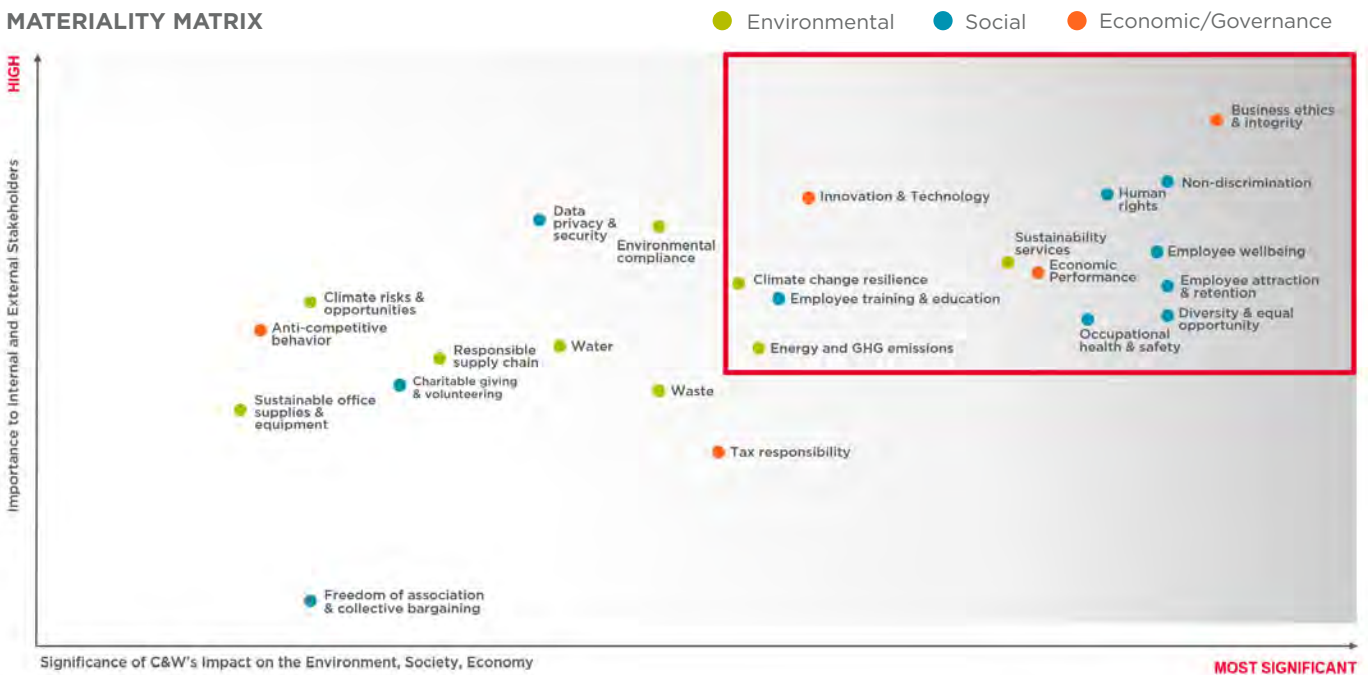 MATERIALITY MATRIX
Environmental
Social
Economic/Governance
HIGH
Importance to Internal and External Stakeholders
Business ethics
& integrity
Non-discrimination
Human
rights
Innovation & Technology
Data
privacy &
security
Environmental
compliance
Sustainability
services
Employee wellbeing
Economic
Performance
Climate change resilience
Employee attraction
& retention
Employee training & education
Climate risks &
opportunities
Diversity & equal
opportunity
Anti-competitive
behavior
Occupational
health & safety
Water
Energy and GHG emissions
Responsible
supply chain
Charitable giving
& volunteering
Waste
Sustainable office
supplies &
equipment
Tax responsibility
Freedom of association
& collective bargaining
Significance of C&W's Impact on the Environment, Society, Economy
MOST SIGNIFICANT